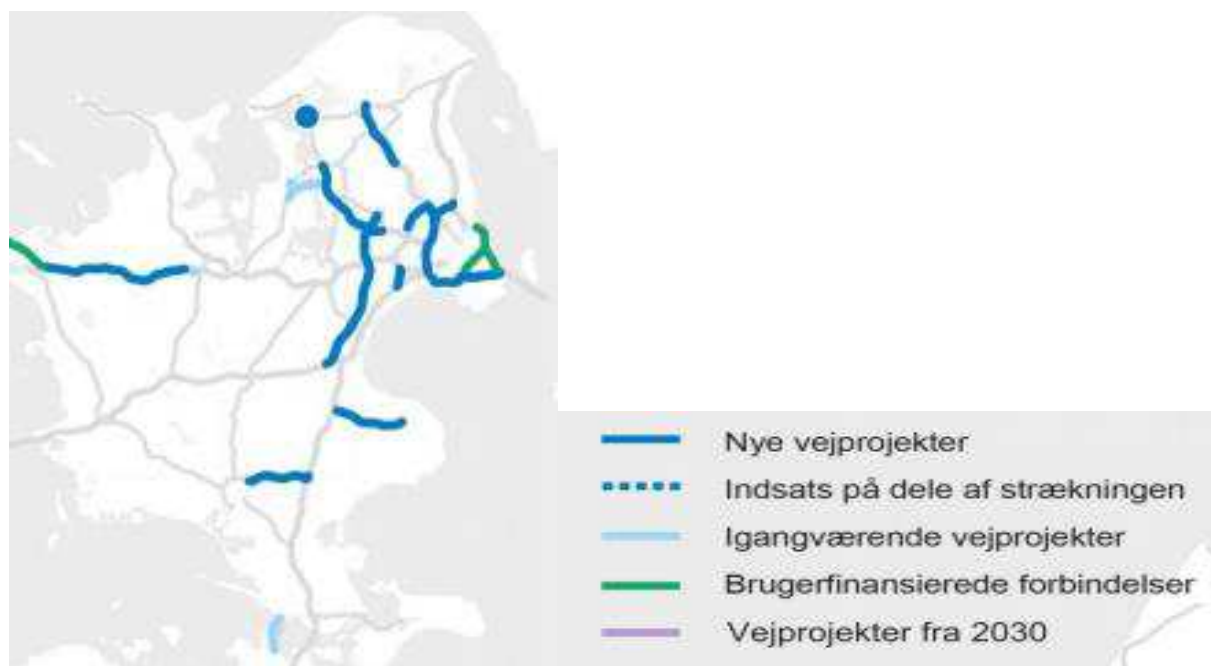 Nye vejprojekter
Indsats på dele af strækningen
Igangværende vejprojekter
Brugerfinansierede forbindelser
Vejprojekter fra 2030